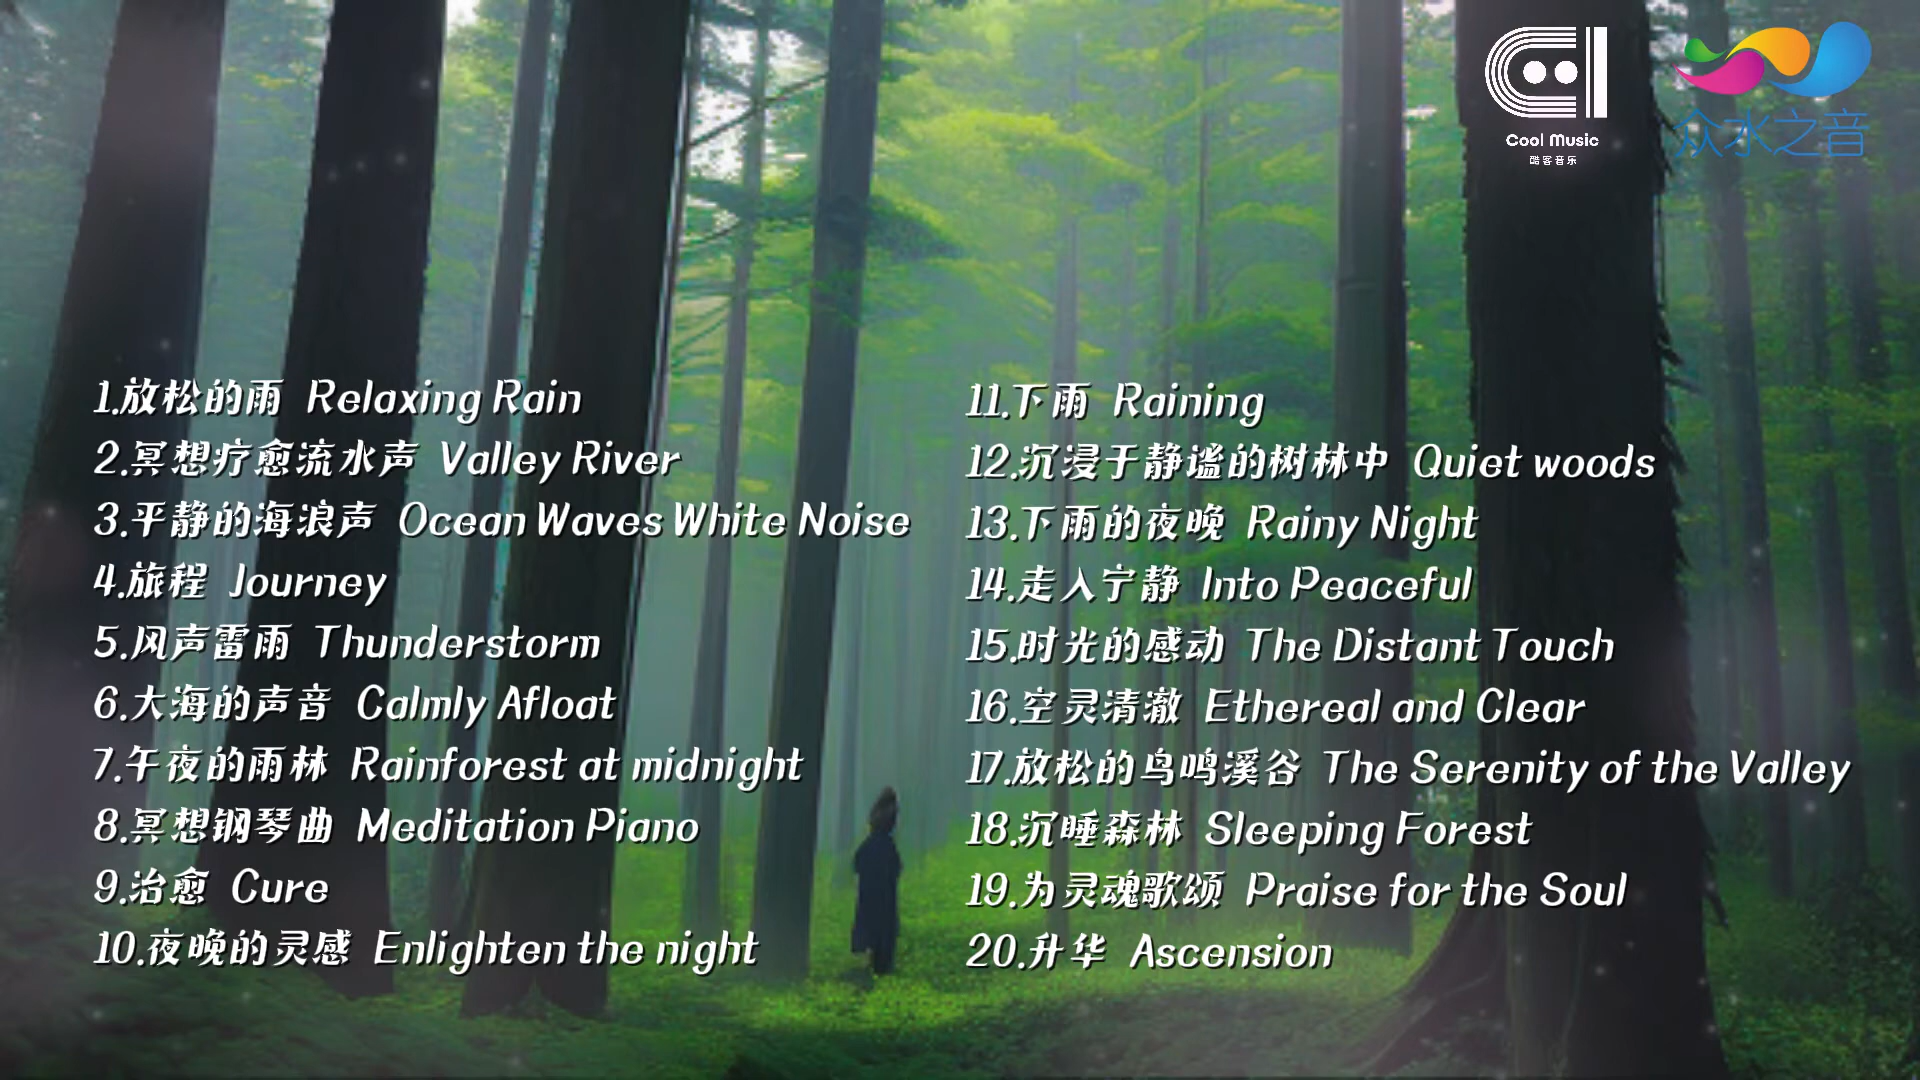 Cool Music
酷客音乐
众水之音
1.放松的雨 Relaxing Rain
2.冥想疗愈流水声 Valley River
3.平静的海浪声 Ocean Waves White Noise
4.旅程 Journey
5.风声雷雨 Thunderstorm
6.大海的声音 Calmly Afloat
7.午夜的雨林 Rainforest at midnight
8.冥想钢琴曲 Meditation Piano
9.治愈 Cure
10.夜晚的灵感 Enlighten the night
11.下雨 Raining
12.沉浸于静谧的树林中 Quiet woods
13.下雨的夜晚 Rainy Night
14.走入宁静 Into Peaceful
15.时光的感动 The Distant Touch
16.空灵清澈 Ethereal and Clear
17.放松的鸟鸣溪谷 The Serenity of the Valley
18.沉睡森林 Sleeping Forest
19.为灵魂歌颂 Praise for the Soul
20.升华 Ascension